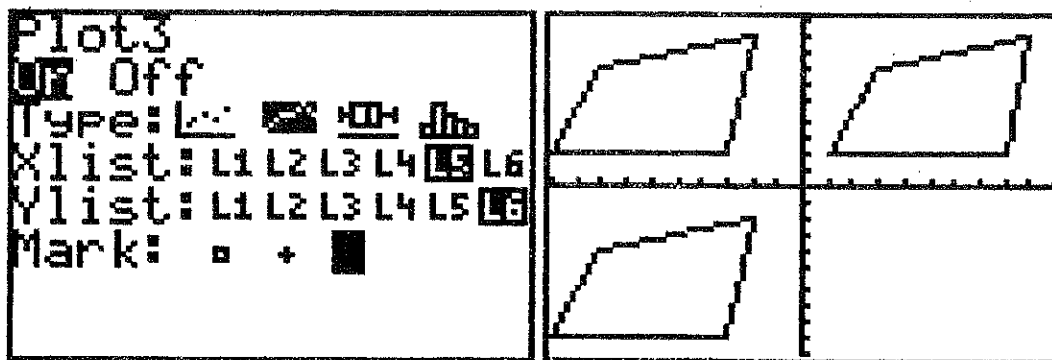 Plot3
On Off
Type:
Xlist: L1 L2 L3 L4 L5 L6
Ylist: L1 L2 L3 L4 L5 L6
Mark: